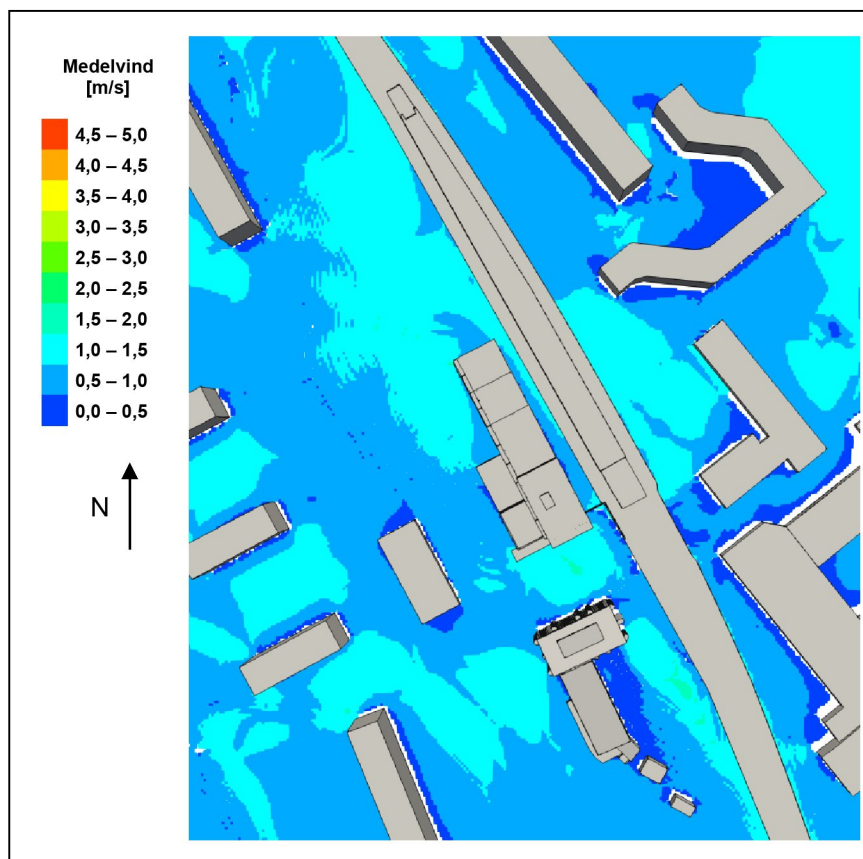 Medelvind
[m/s]
4,5 – 5,0
4,0 – 4,5
3,5 – 4,0
3,0 – 3,5
2,5 – 3,0
2,0 – 2,5
1,5 – 2,0
1,0 – 1,5
0,5 – 1,0
0,0 – 0,5
N